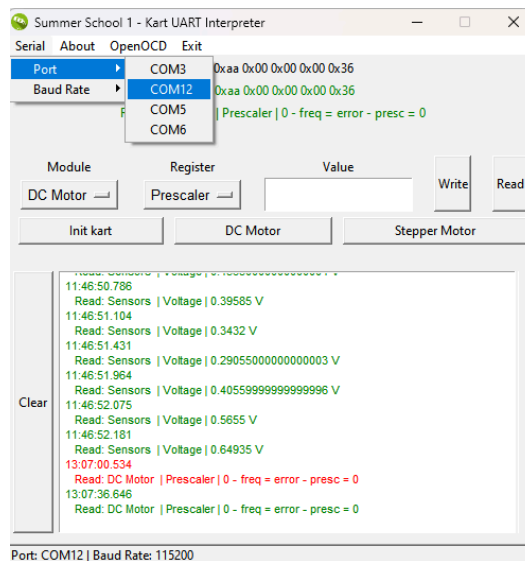 Summer School 1 - Kart UART Interpreter
Serial About OpenOCD Exit
Port
Baud Rate
COM3
COM12
COM5
COM6
0xaa 0x00 0x00 0x00 0x36
0xaa 0x00 0x00 0x00 0x36
| Prescaler | 0 - freq = error - presc = 0
Module Register Value
DC Motor Prescaler Write Read
Init kart DC Motor Stepper Motor
Clear
11:46:50.786
Read: Sensors | Voltage | 0.39585 V
11:46:51.104
Read: Sensors | Voltage | 0.3432 V
11:46:51.431
Read: Sensors | Voltage | 0.29055000000000003 V
11:46:51.964
Read: Sensors | Voltage | 0.40559999999999996 V
11:46:52.075
Read: Sensors | Voltage | 0.5655 V
11:46:52.181
Read: Sensors | Voltage | 0.64935 V
13:07:00.534
Read: DC Motor | Prescaler | 0 - freq = error - presc = 0
13:07:36.646
Read: DC Motor | Prescaler | 0 - freq = error - presc = 0
Port: COM12 | Baud Rate: 115200